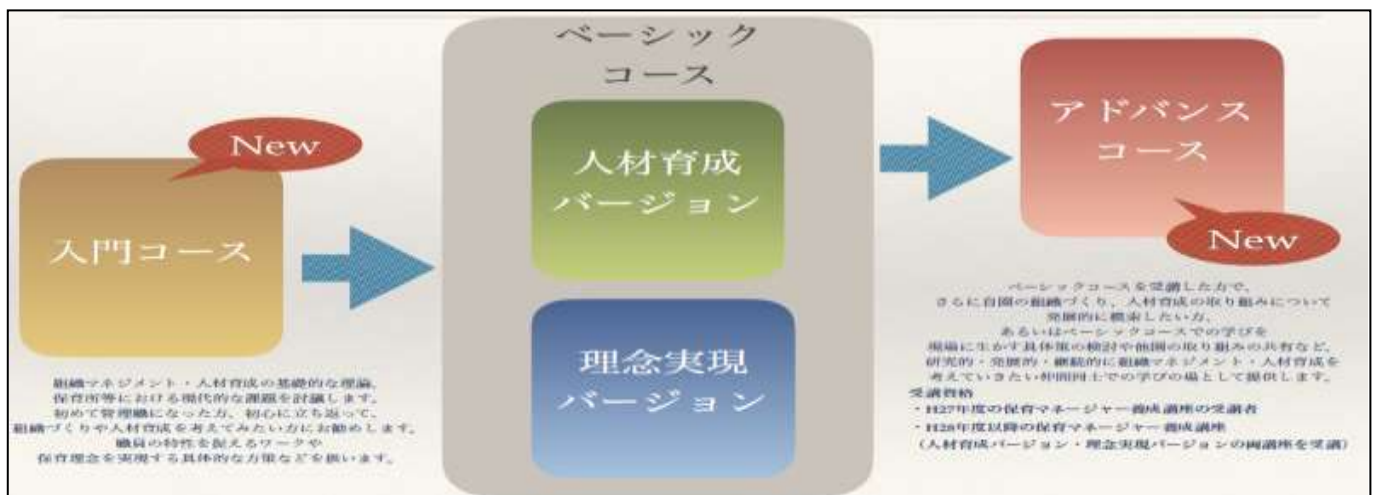 New
入門コース
組織マネジメント・人材育成の基礎的な理論、
保育所等における現代的な課題を討議します。
初めて管理職になった方、初心に立ち返って、
組織づくりや人材育成を考えてみたい方にお勧めします。
職員の特性を捉えるワークや
保育理念を実現する具体的な方策などを扱います。
ベーシック
コース
人材育成
バージョン
理念実現
バージョン
アドバンス
コース
New
ベーシックコースを受講した方で、
さらに自園の組織づくり、人材育成の取り組みについて
発展的に模索したい方、
あるいはベーシックコースでの学びを
現場に生かす具体策の検討や他園の取り組みの共有など、
研究的・発展的・継続的に組織マネジメント・人材育成を
考えていきたい仲間同士での学びの場として提供します。
受講資格
・H27年度の保育マネージャー養成講座の受講者
・H28年度以降の保育マネージャー養成講座
（人材育成バージョン・理念実現バージョンの両講座を受講）